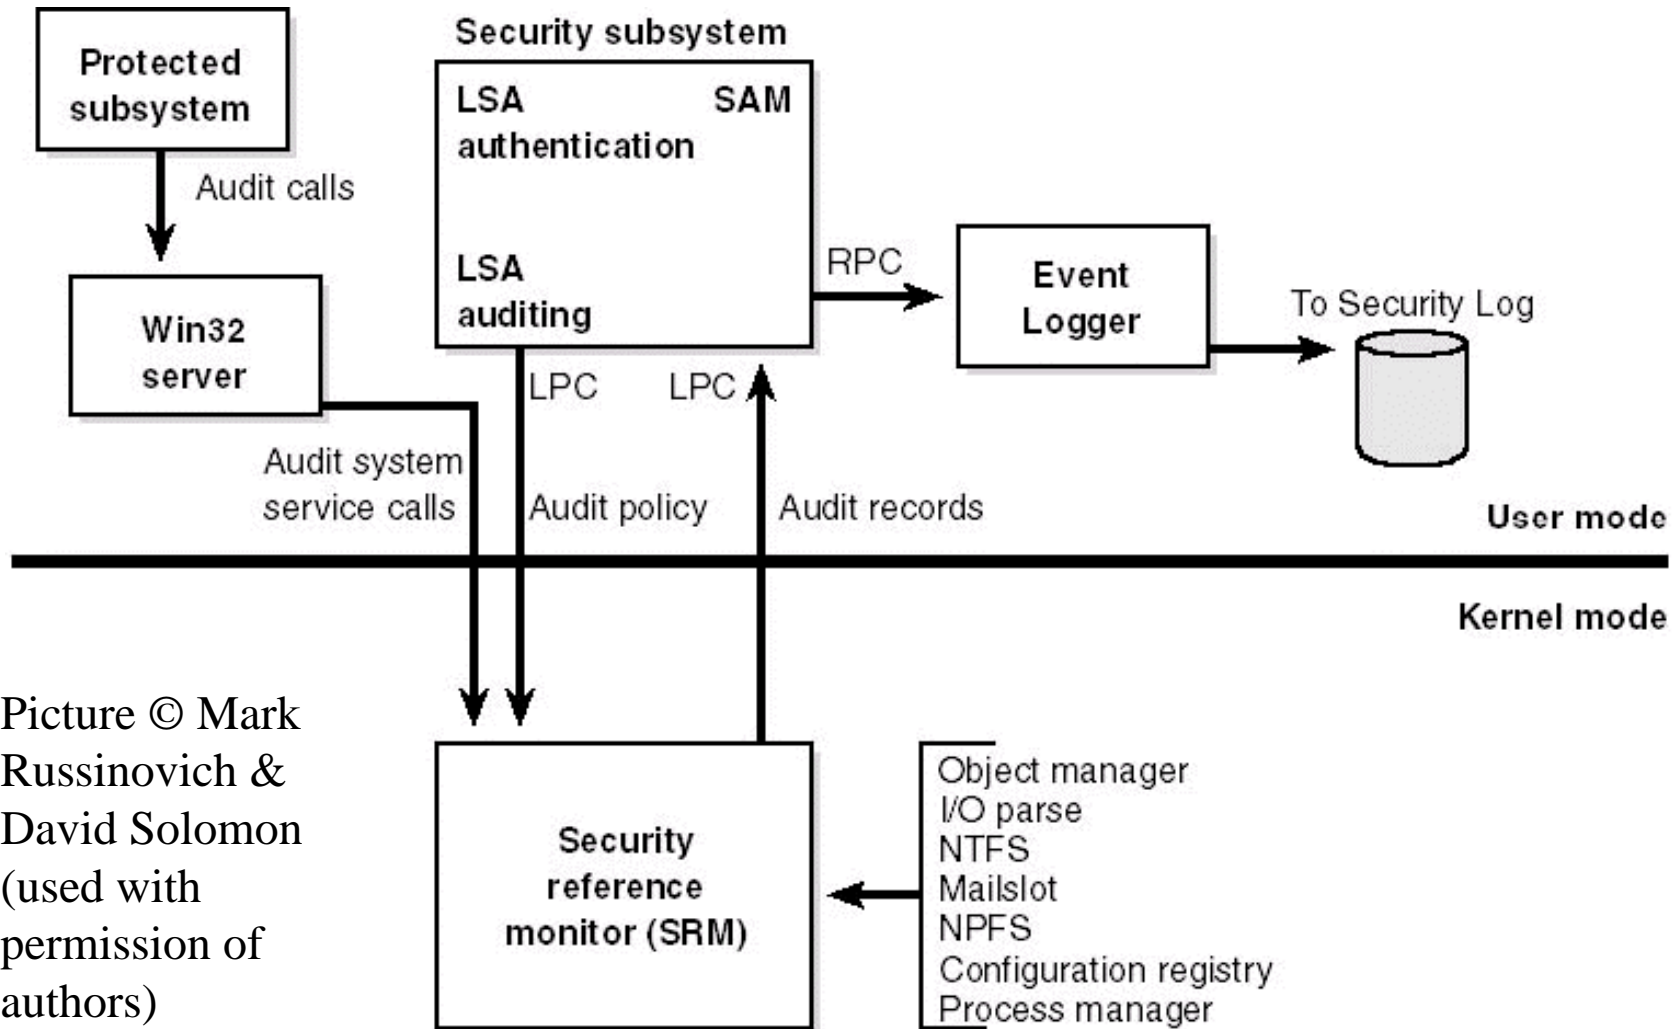 Security subsystem
Protected
subsystem
LSA SAM
authentication
Audit calls
LSA
auditing
RPC
Event
Logger
To Security Log
Win32
server
LPC LPC
Audit system
service calls
Audit policy
Audit records
User mode
Kernel mode
Picture © Mark
Russinovich &
David Solomon
(used with
permission of
authors)
Security
reference
monitor (SRM)
Object manager
I/O parse
NTFS
Mailslot
NPFS
Configuration registry
Process manager